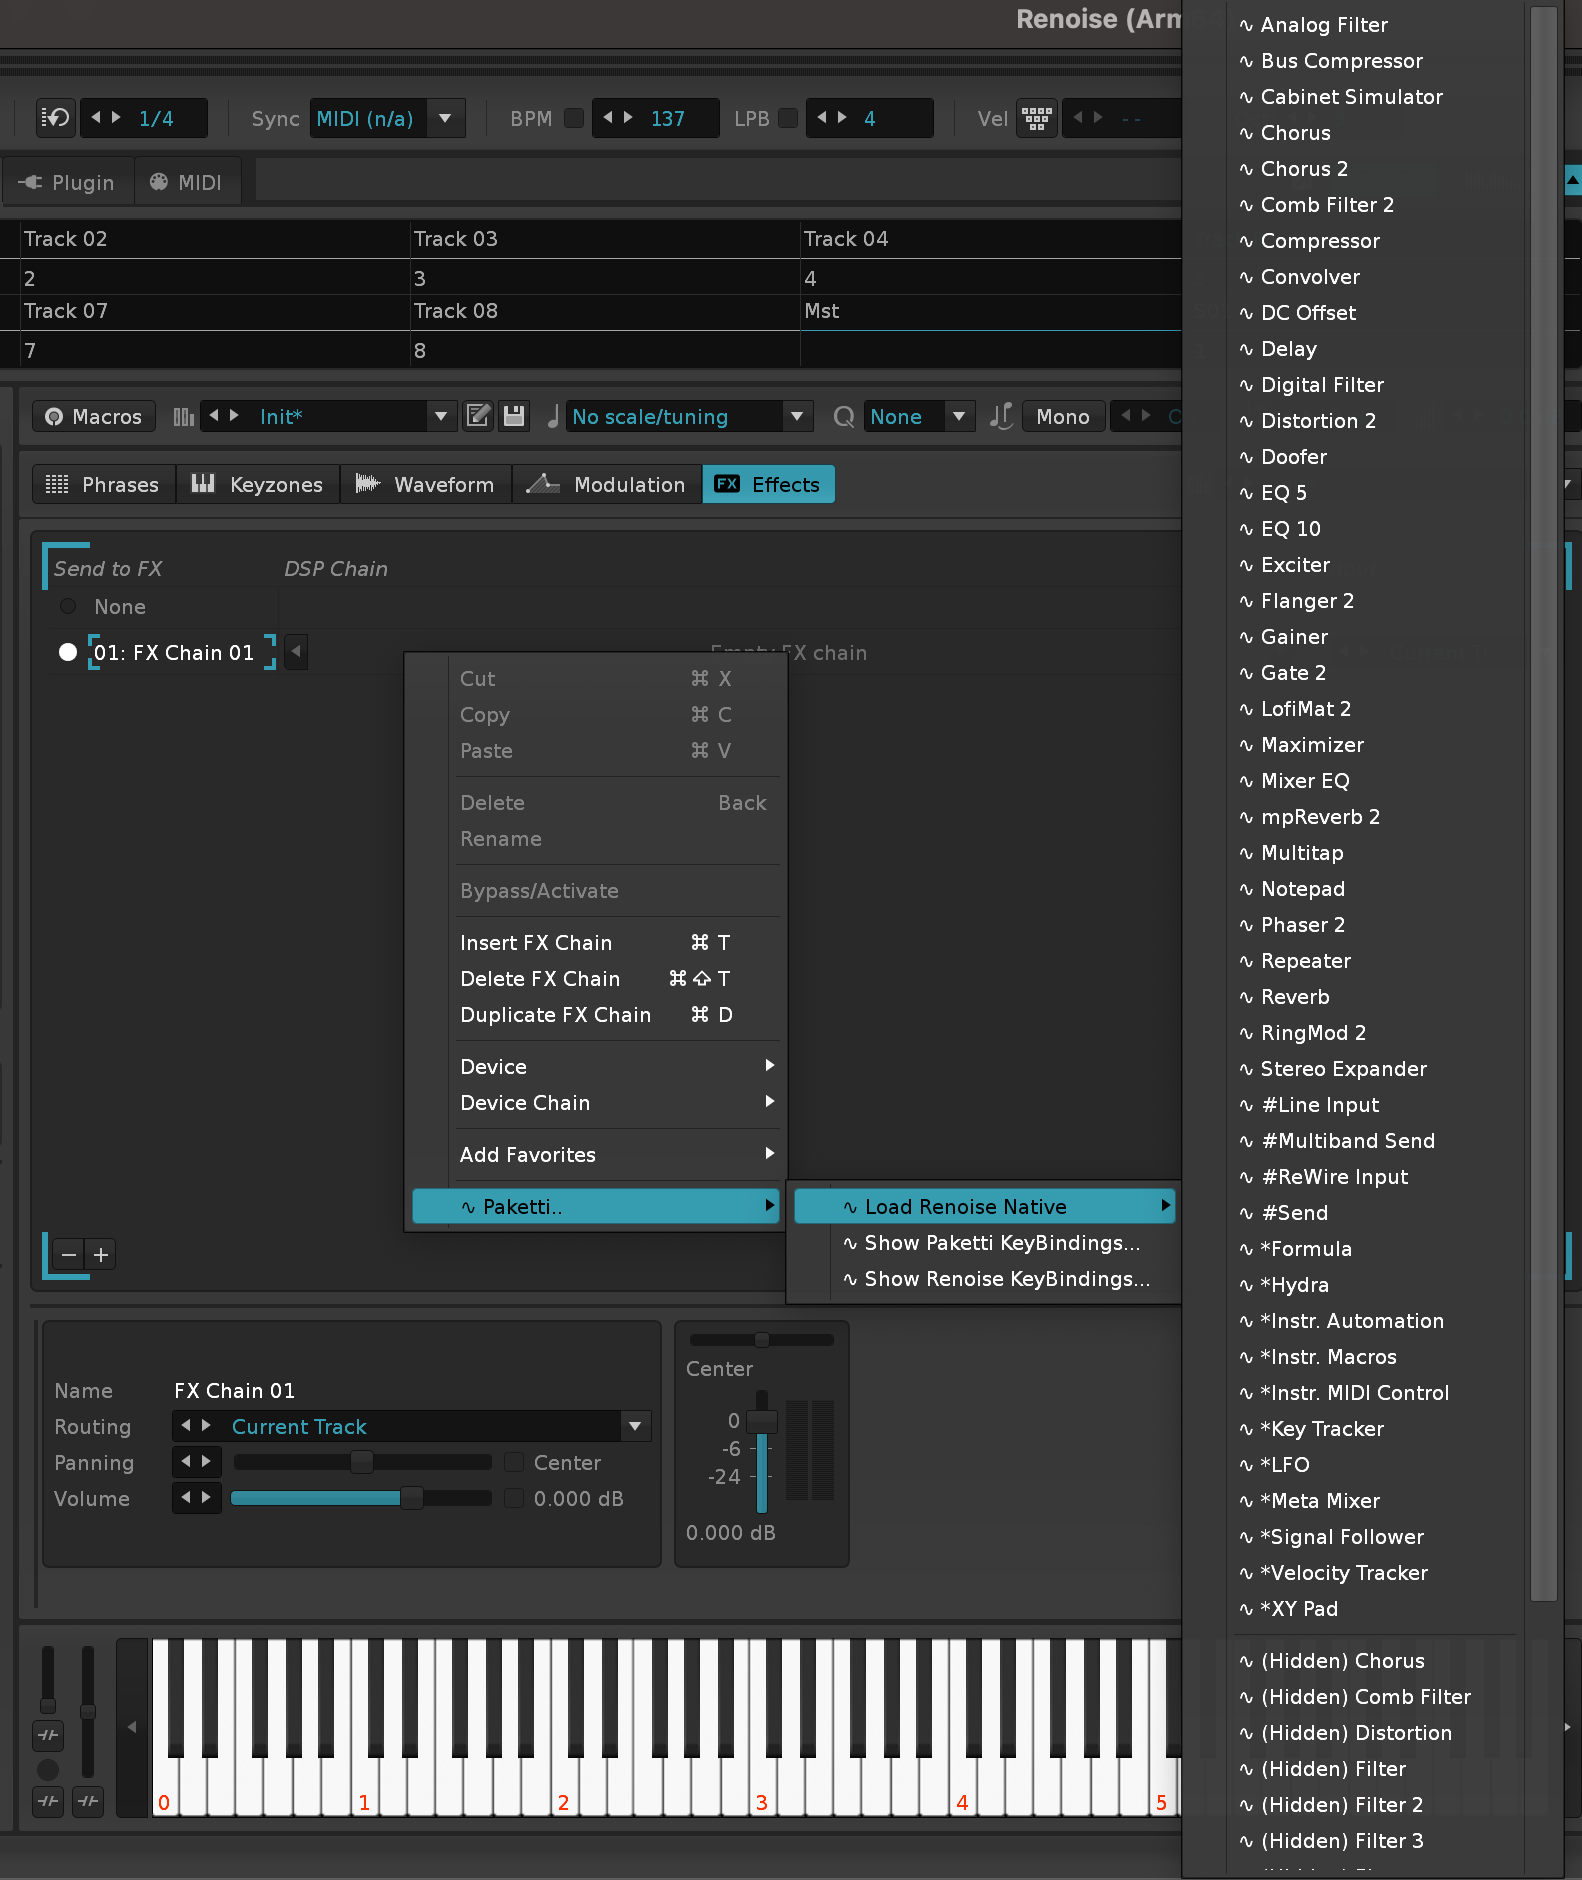 Renoise (Arm
1/4 Sync MIDI (n/a) BPM 137 LPB 4 Vel --
Plugin MIDI
Track 02 Track 03 Track 04
2 3 4
Track 07 Track 08 Mst
7 8
Macros Init* No scale/tuning None Mono
Phrases Keyzones Waveform Modulation FX Effects
Send to FX DSP Chain
None
01: FX Chain 01 Empty FX chain
Cut ⌘ X
Copy ⌘ C
Paste ⌘ V
Delete Back
Rename
Bypass/Activate
Insert FX Chain ⌘ T
Delete FX Chain ⌘ ⇧ T
Duplicate FX Chain ⌘ D
Device
Device Chain
Add Favorites
∿ Paketti..
∿ Load Renoise Native
∿ Show Paketti KeyBindings...
∿ Show Renoise KeyBindings...
∿ Analog Filter
∿ Bus Compressor
∿ Cabinet Simulator
∿ Chorus
∿ Chorus 2
∿ Comb Filter 2
∿ Compressor
∿ Convolver
∿ DC Offset
∿ Delay
∿ Digital Filter
∿ Distortion 2
∿ Doofer
∿ EQ 5
∿ EQ 10
∿ Exciter
∿ Flanger 2
∿ Gainer
∿ Gate 2
∿ LofiMat 2
∿ Maximizer
∿ Mixer EQ
∿ mpReverb 2
∿ Multitap
∿ Notepad
∿ Phaser 2
∿ Repeater
∿ Reverb
∿ RingMod 2
∿ Stereo Expander
∿ #Line Input
∿ #Multiband Send
∿ #ReWire Input
∿ #Send
∿ *Formula
∿ *Hydra
∿ *Instr. Automation
∿ *Instr. Macros
∿ *Instr. MIDI Control
∿ *Key Tracker
∿ *LFO
∿ *Meta Mixer
∿ *Signal Follower
∿ *Velocity Tracker
∿ *XY Pad
∿ (Hidden) Chorus
∿ (Hidden) Comb Filter
∿ (Hidden) Distortion
∿ (Hidden) Filter
∿ (Hidden) Filter 2
∿ (Hidden) Filter 3
Name FX Chain 01
Routing Current Track
Panning Center
Volume 0.000 dB
Center
0
-6
-24
0.000 dB
0 1 2 3 4 5